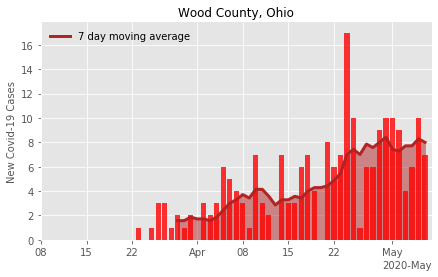 Wood County, Ohio
7 day moving average
New Covid-19 Cases
16
14
12
10
8
6
4
2
0
08 15 22 Apr 08 15 22 May
2020-May